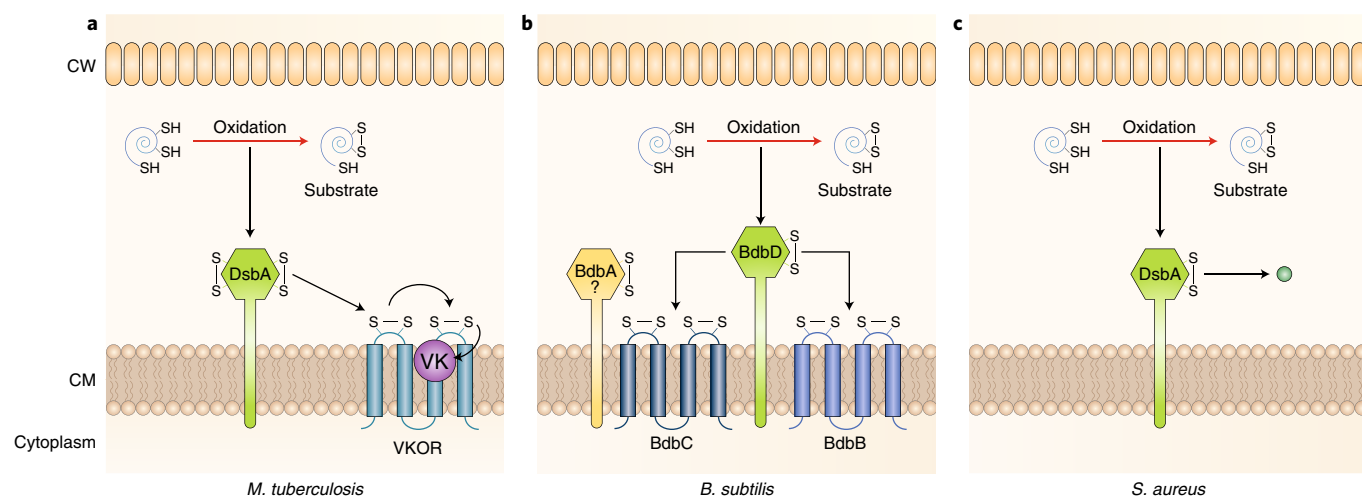 a
CW
SH
SH
SH
Oxidation
S
S
SH
Substrate
S
S
DsbA
S
S
S
S
S
S
VK
CM
Cytoplasm
VKOR
M. tuberculosis
b
SH
SH
SH
Oxidation
S
S
SH
Substrate
BdbA
?
S
S
BdbD
S
S
S
S
S
S
S
S
S
S
BdbC
BdbB
B. subtilis
c
SH
SH
SH
Oxidation
S
S
SH
Substrate
DsbA
S
S
S. aureus